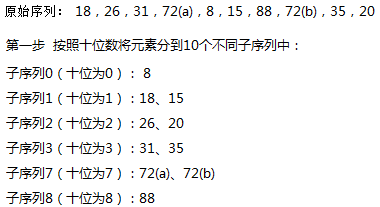 原始序列： 18，26，31，72(a)，8，15，88，72(b)，35，20
第一步 按照十位数将元素分到10个不同子序列中：
子序列0（十位为0）： 8
子序列1（十位为1）：18、15
子序列2（十位为2）：26、20
子序列3（十位为3）：31、35
子序列7（十位为7）：72(a)、72(b)
子序列8（十位为8）：88